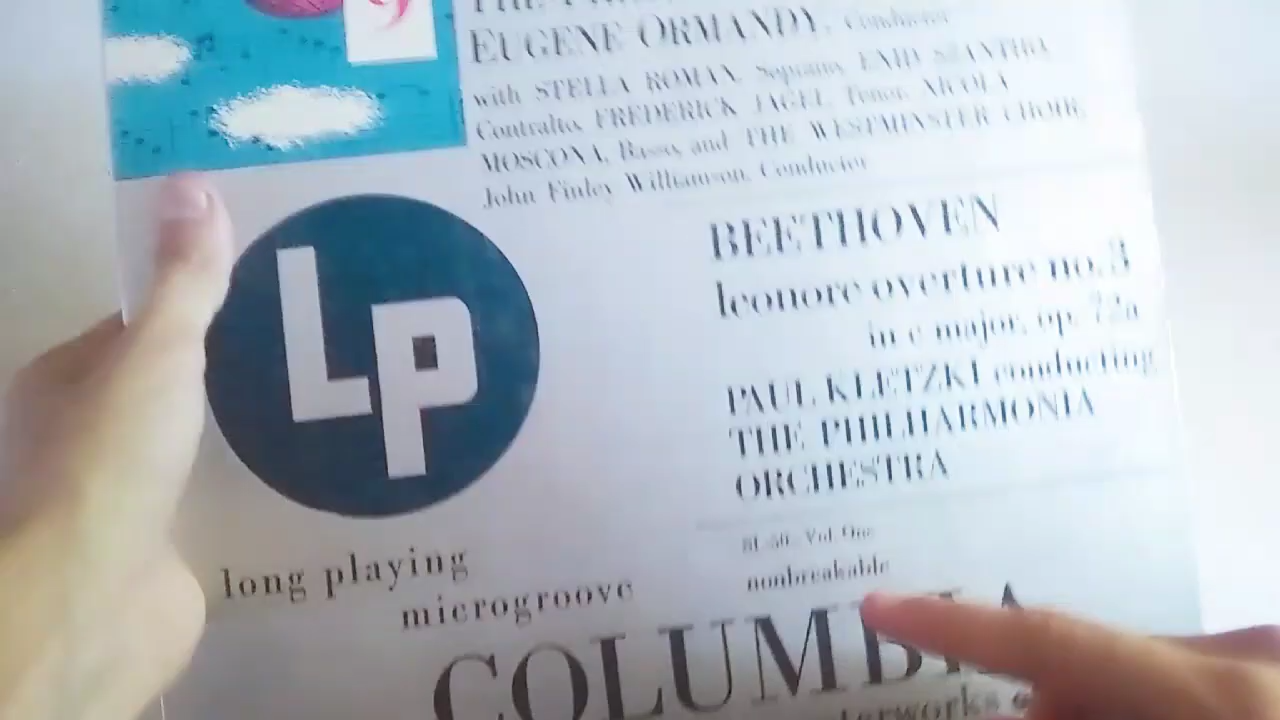 9
EUGENE ORMANDY, Conductor
with STELLA ROMAN, Soprano, ENID SZANTHO,
Contralto, FREDERICK JAGEL, Tenor, NICOLA
MOSCONA, Basso, and THE WESTMINSTER CHOIR,
John Finley Williamson, Conductor
BEETHOVEN
leonore overture no. 3
in c major, op. 72a
PAUL KLETZKI conducting
THE PHILHARMONIA
ORCHESTRA
LP
Vol. One
nonbreakable
long playing
microgroove
COLUMBIA